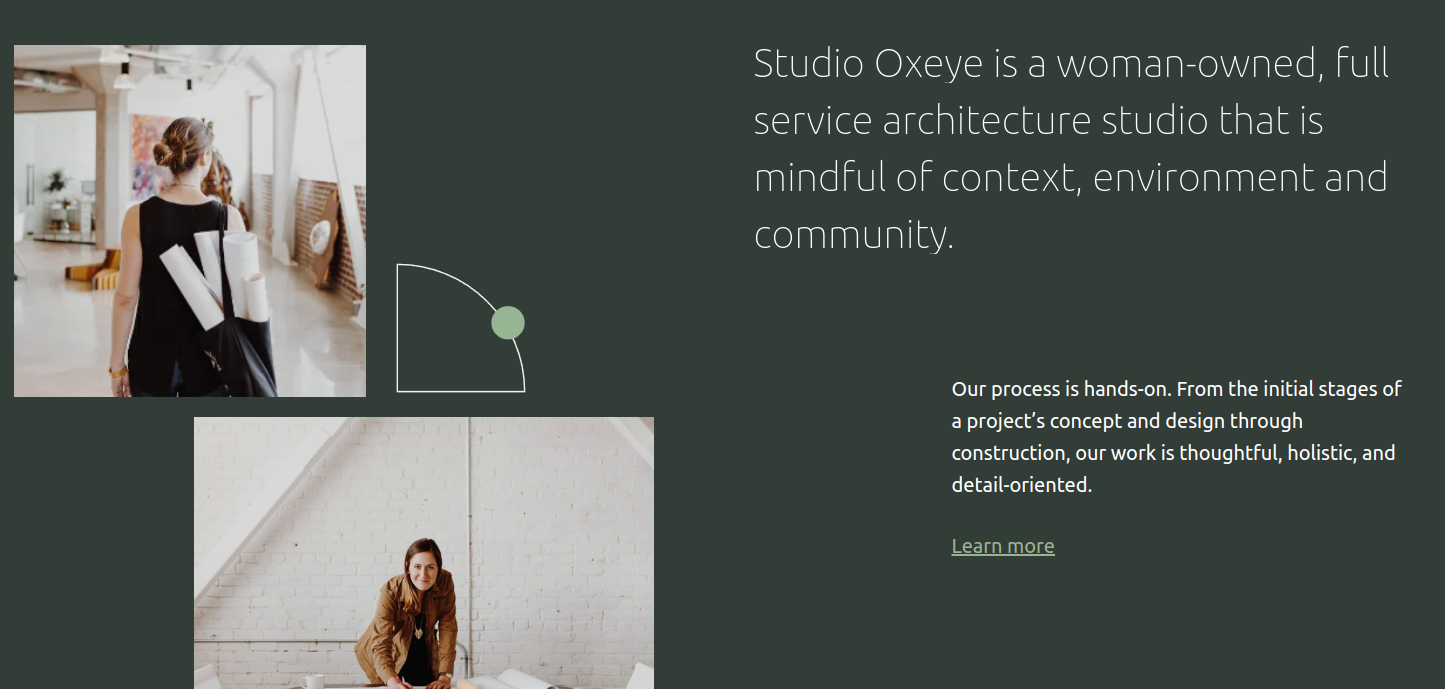 Studio Oxeye is a woman-owned, full
service architecture studio that is
mindful of context, environment and
community.
Our process is hands-on. From the initial stages of
a project’s concept and design through
construction, our work is thoughtful, holistic, and
detail-oriented.
Learn more